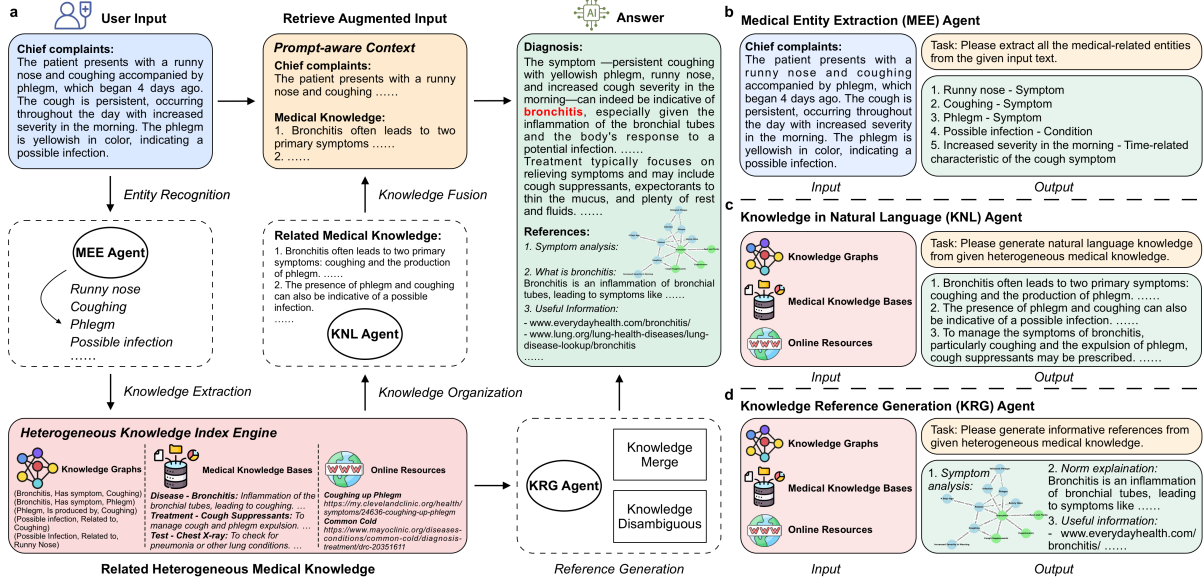 a
User Input
Chief complaints:
The patient presents with a runny
nose and coughing accompanied by
phlegm, which began 4 days ago.
The cough is persistent, occurring
throughout the day with increased
severity in the morning. The phlegm
is yellowish in color, indicating a
possible infection.
Entity Recognition
MEE Agent
Runny nose
Coughing
Phlegm
Possible infection
......
Knowledge Extraction
Retrieve Augmented Input
Prompt-aware Context
Chief complaints:
The patient presents with a runny
nose and coughing ......
Medical Knowledge:
1. Bronchitis often leads to two
primary symptoms ......
2. ......
Knowledge Fusion
Related Medical Knowledge:
1. Bronchitis often leads to two primary
symptoms: coughing and the production
of phlegm. ......
2. The presence of phlegm and coughing
can also be indicative of a possible
infection.
......
KNL Agent
Knowledge Organization
Answer
AI
Diagnosis:
The symptom —persistent coughing
with yellowish phlegm, runny nose,
and increased cough severity in the
morning—can indeed be indicative of
bronchitis, especially given the
inflammation of the bronchial tubes
and the body's response to a
potential infection. ......
Treatment typically focuses on
relieving symptoms and may include
cough suppressants, expectorants to
thin the mucus, and plenty of rest
and fluids. ......
References:
1. Symptom analysis:
2. What is bronchitis:
Bronchitis is an inflammation of bronchial
tubes, leading to symptoms like ......
3. Useful Information:
- www.everydayhealth.com/bronchitis/
- www.lung.org/lung-health-diseases/lung-
disease-lookup/bronchitis
......
Heterogeneous Knowledge Index Engine
Knowledge Graphs
(Bronchitis, Has symptom, Coughing)
(Bronchitis, Has symptom, Phlegm)
(Phlegm, Is produced by, Coughing)
(Possible infection, Related to,
Coughing)
(Possible Infection, Related to,
Runny Nose)
Medical Knowledge Bases
Disease - Bronchitis: Inflammation of the
bronchial tubes, leading to coughing. ...
Treatment - Cough Suppressants: To
manage cough and phlegm expulsion. ...
Test - Chest X-ray: To check for
pneumonia or other lung conditions. ...
WWW
Online Resources
Coughing up Phlegm
https://my.clevelandclinic.org/health/
symptoms/24636-coughing-up-phlegm
Common Cold
https://www.mayoclinic.org/diseases-
conditions/common-cold/diagnosis-
treatment/drc-20351611
Related Heterogeneous Medical Knowledge
KRG Agent
Knowledge
Merge
Knowledge
Disambiguous
Reference Generation
b
Medical Entity Extraction (MEE) Agent
Chief complaints:
The patient presents with a
runny nose and coughing
accompanied by phlegm, which
began 4 days ago. The cough is
persistent, occurring throughout
the day with increased severity
in the morning. The phlegm is
yellowish in color, indicating a
possible infection.
Input
Task: Please extract all the medical-related entities
from the given input text.
1. Runny nose - Symptom
2. Coughing - Symptom
3. Phlegm - Symptom
4. Possible infection - Condition
5. Increased severity in the morning - Time-related
characteristic of the cough symptom
Output
c
Knowledge in Natural Language (KNL) Agent
Knowledge Graphs
Medical Knowledge Bases
WWW
Online Resources
Input
Task: Please generate natural language knowledge
from given heterogeneous medical knowledge.
1. Bronchitis often leads to two primary symptoms:
coughing and the production of phlegm. ......
2. The presence of phlegm and coughing can also
be indicative of a possible infection. ......
3. To manage the symptoms of bronchitis,
particularly coughing and the expulsion of phlegm,
cough suppressants may be prescribed. ......
Output
d
Knowledge Reference Generation (KRG) Agent
Knowledge Graphs
Medical Knowledge Bases
WWW
Online Resources
Input
Task: Please generate informative references from
given heterogeneous medical knowledge.
1. Symptom
analysis:
2. Norm explaination:
Bronchitis is an inflammation
of bronchial tubes, leading
to symptoms like ......
3. Useful information:
- www.everydayhealth.com/
bronchitis/ ......
Output